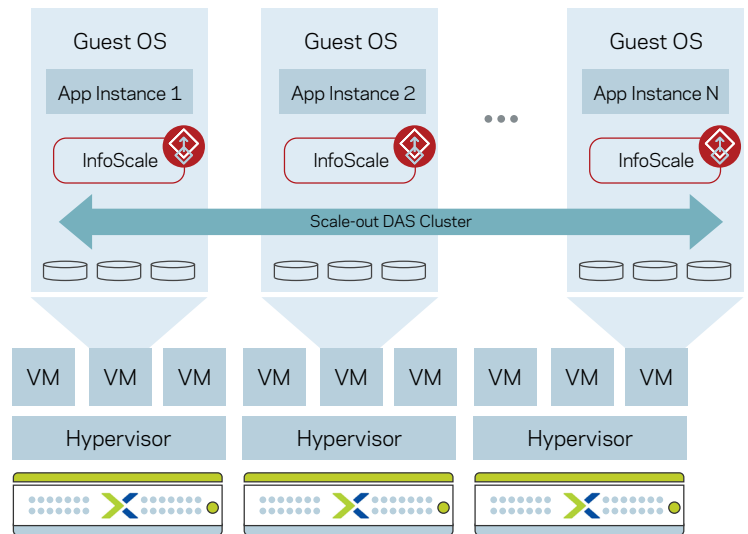 Guest OS
Guest OS
Guest OS
App Instance 1
App Instance 2
...
App Instance N
InfoScale
InfoScale
InfoScale
Scale-out DAS Cluster
VM
VM
VM
VM
VM
VM
VM
VM
VM
Hypervisor
Hypervisor
Hypervisor